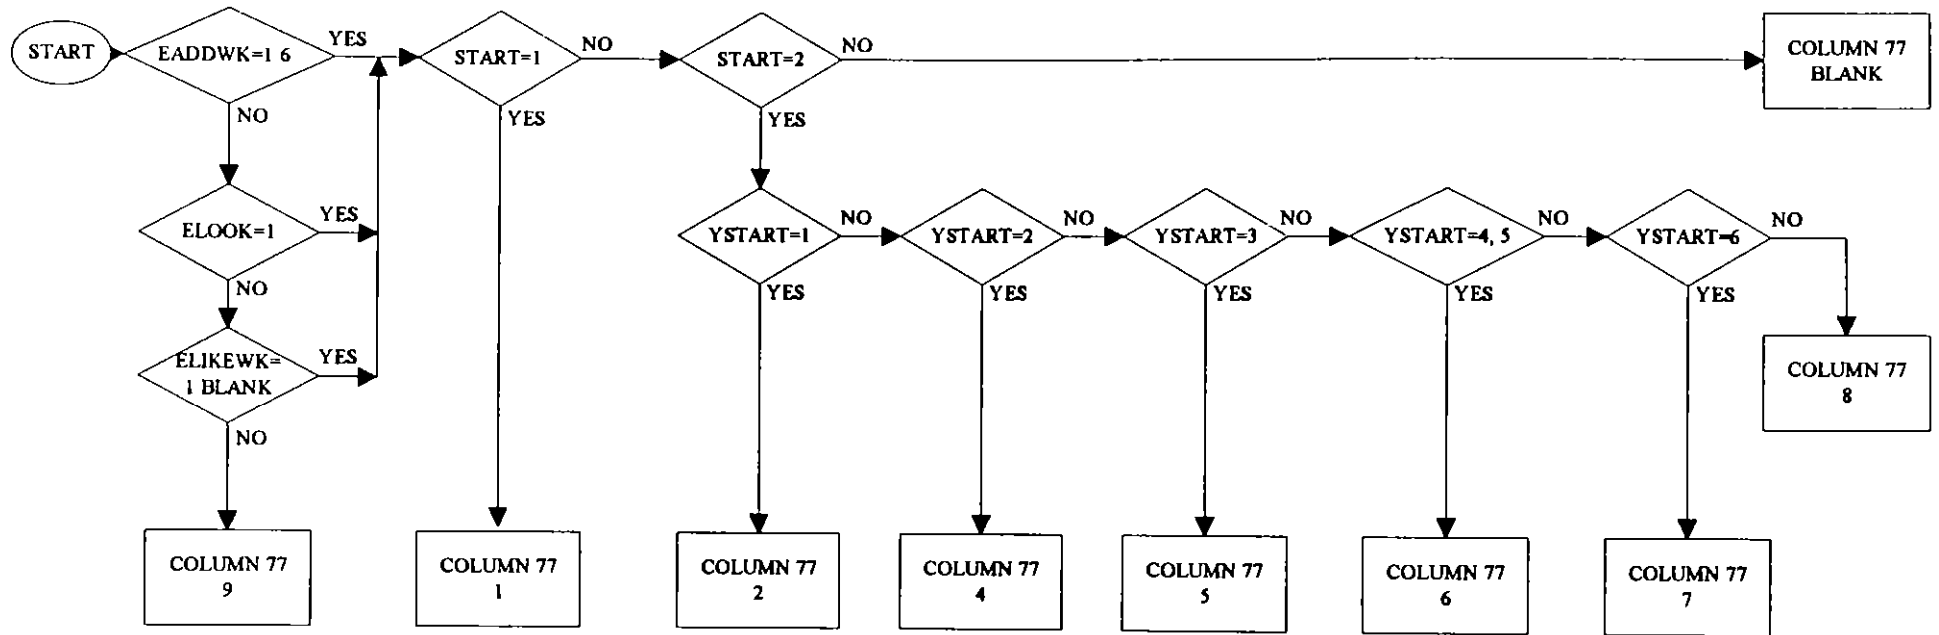 START
EADDWK=1 6
YES
NO
START=1
NO
YES
START=2
NO
YES
COLUMN 77
BLANK
ELOOK=1
YES
NO
ELIKEWK=
1 BLANK
YES
NO
YSTART=1
NO
YES
YSTART=2
NO
YES
YSTART=3
NO
YES
YSTART=4, 5
NO
YES
YSTART=6
NO
YES
COLUMN 77
8
COLUMN 77
9
COLUMN 77
1
COLUMN 77
2
COLUMN 77
4
COLUMN 77
5
COLUMN 77
6
COLUMN 77
7